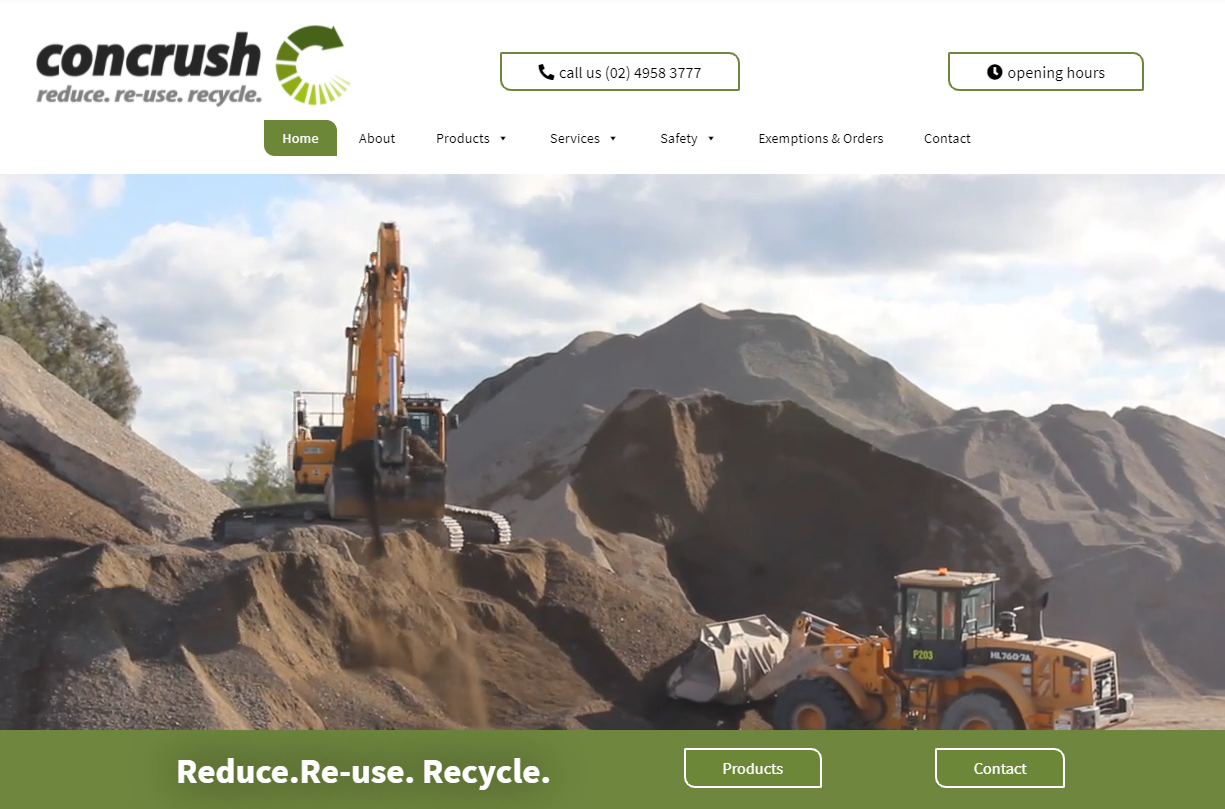 concrush
reduce. re-use. recycle.
call us (02) 4958 3777
opening hours
Home About Products Services Safety Exemptions & Orders Contact
P203
HL760-7A
Reduce.Re-use. Recycle.
Products
Contact